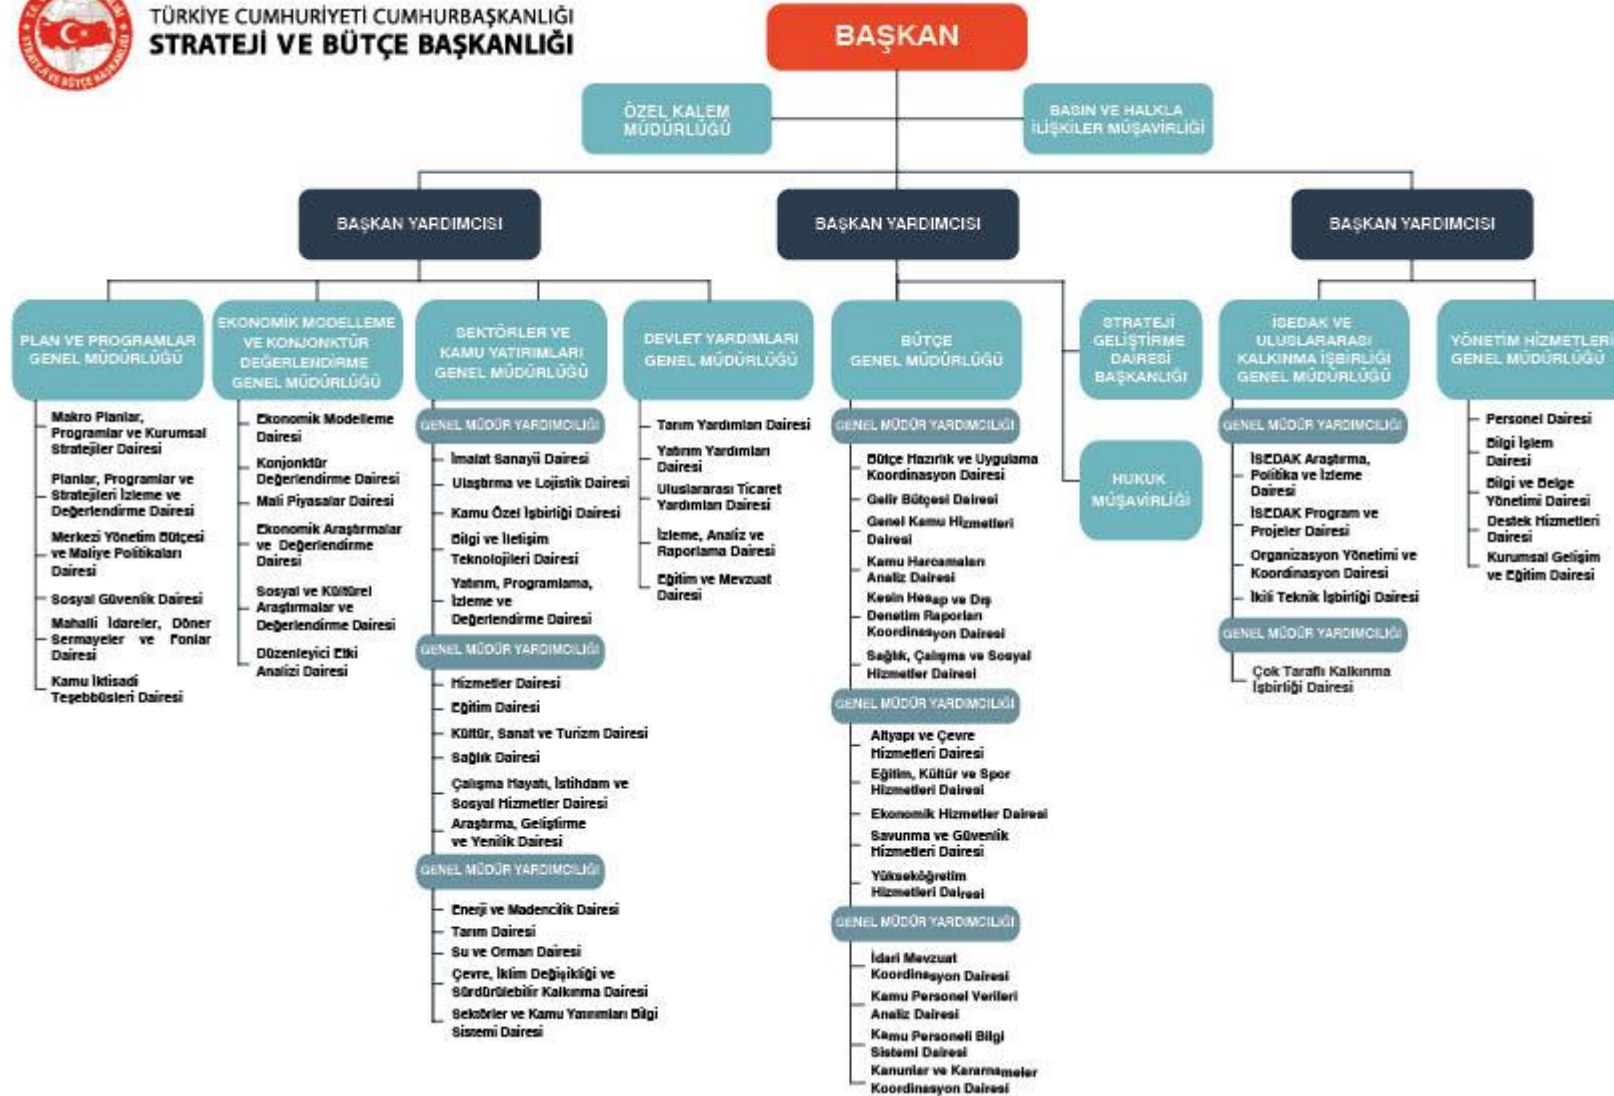 TÜRKİYE CUMHURİYETİ CUMHURBAŞKANLIĞI
STRATEJİ VE BÜTÇE BAŞKANLIĞI
BAŞKAN
ÖZEL KALEM
MÜDÜRLÜĞÜ
BASIN VE HALKLA
İLİŞKİLER MÜŞAVİRLİĞİ
BAŞKAN YARDIMCISI
BAŞKAN YARDIMCISI
BAŞKAN YARDIMCISI
PLAN VE PROGRAMLAR
GENEL MÜDÜRLÜĞÜ
Makro Planlar,
Programlar ve Kurumsal
Stratejiler Dairesi
Planlar, Programlar ve
Stratejileri İzleme ve
Değerlendirme Dairesi
Merkezi Yönetim Bütçesi
ve Maliye Politikaları
Dairesi
Sosyal Güvenlik Dairesi
Mahalli İdareler, Döner
Sermayeler ve Fonlar
Dairesi
Kamu İktisadi
Teşebbüsleri Dairesi
EKONOMİK MODELLEME
VE KONJONKTÜR
DEĞERLENDİRME
GENEL MÜDÜRLÜĞÜ
Ekonomik Modelleme
Dairesi
Konjonktür
Değerlendirme Dairesi
Mali Piyasalar Dairesi
Ekonomik Araştırmalar
ve Değerlendirme
Dairesi
Sosyal ve Kültürel
Araştırmalar ve
Değerlendirme Dairesi
Düzenleyici Etki
Analizi Dairesi
SEKTÖRLER VE
KAMU YATIRIMLARI
GENEL MÜDÜRLÜĞÜ
GENEL MÜDÜR YARDIMCILIĞI
İmalat Sanayii Dairesi
Ulaştırma ve Lojistik Dairesi
Kamu Özel İşbirliği Dairesi
Bilgi ve İletişim
Teknolojileri Dairesi
Yatırım, Programlama,
İzleme ve
Değerlendirme Dairesi
GENEL MÜDÜR YARDIMCILIĞI
Hizmetler Dairesi
Eğitim Dairesi
Kültür, Sanat ve Turizm Dairesi
Sağlık Dairesi
Çalışma Hayatı, İstihdam ve
Sosyal Hizmetler Dairesi
Araştırma, Geliştirme
ve Yenilik Dairesi
GENEL MÜDÜR YARDIMCILIĞI
Enerji ve Madencilik Dairesi
Tarım Dairesi
Su ve Orman Dairesi
Çevre, İklim Değişikliği ve
Sürdürülebilir Kalkınma Dairesi
Sektörler ve Kamu Yatırımları Bilgi
Sistemi Dairesi
DEVLET YARDIMLARI
GENEL MÜDÜRLÜĞÜ
Tarım Yardımları Dairesi
Yatırım Yardımları
Dairesi
Uluslararası Ticaret
Yardımları Dairesi
İzleme, Analiz ve
Raporlama Dairesi
Eğitim ve Mevzuat
Dairesi
BÜTÇE
GENEL MÜDÜRLÜĞÜ
GENEL MÜDÜR YARDIMCILIĞI
Bütçe Hazırlık ve Uygulama
Koordinasyon Dairesi
Gelir Bütçesi Dairesi
Genel Kamu Hizmetleri
Dairesi
Kamu Harcamaları
Analiz Dairesi
Kesin Hesap ve Dış
Denetim Raporları
Koordinasyon Dairesi
Sağlık, Çalışma ve Sosyal
Hizmetler Dairesi
GENEL MÜDÜR YARDIMCILIĞI
Altyapı ve Çevre
Hizmetleri Dairesi
Eğitim, Kültür ve Spor
Hizmetleri Dairesi
Ekonomik Hizmetler Dairesi
Savunma ve Güvenlik
Hizmetleri Dairesi
Yükseköğretim
Hizmetleri Dairesi
GENEL MÜDÜR YARDIMCILIĞI
İdari Mevzuat
Koordinasyon Dairesi
Kamu Personel Verileri
Analiz Dairesi
Kamu Personeli Bilgi
Sistemi Dairesi
Kanunlar ve Kararnameler
Koordinasyon Dairesi
STRATEJİ
GELİŞTİRME
DAİRESİ
BAŞKANLIĞI
HUKUK
MÜŞAVİRLİĞİ
İSEDAK VE
ULUSLARARASI
KALKINMA İŞBİRLİĞİ
GENEL MÜDÜRLÜĞÜ
GENEL MÜDÜR YARDIMCILIĞI
İSEDAK Araştırma,
Politika ve İzleme
Dairesi
İSEDAK Program ve
Projeler Dairesi
Organizasyon Yönetimi ve
Koordinasyon Dairesi
İkili Teknik İşbirliği Dairesi
GENEL MÜDÜR YARDIMCILIĞI
Çok Taraflı Kalkınma
İşbirliği Dairesi
YÖNETİM HİZMETLERİ
GENEL MÜDÜRLÜĞÜ
Personel Dairesi
Bilgi İşlem
Dairesi
Bilgi ve Belge
Yönetimi Dairesi
Destek Hizmetleri
Dairesi
Kurumsal Gelişim
ve Eğitim Dairesi